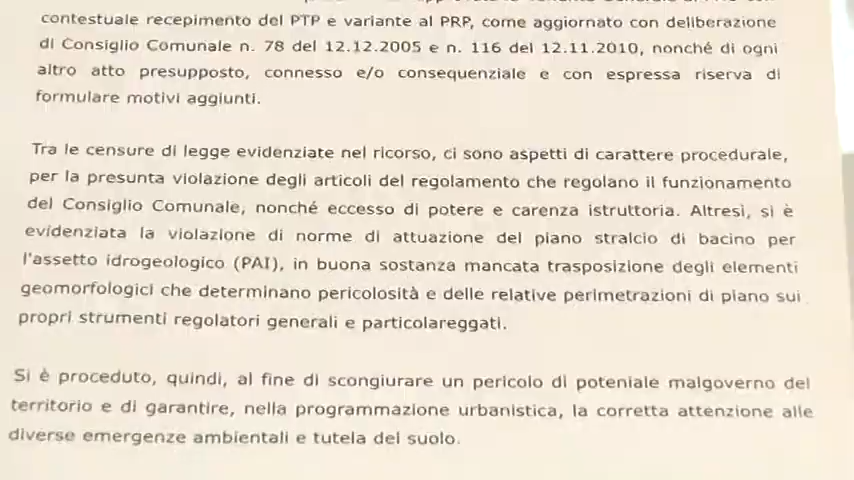 contestuale recepimento del PTP e variante al PRP, come aggiornato con deliberazione
di Consiglio Comunale n. 78 del 12.12.2005 e n. 116 del 12.11.2010, nonché di ogni
altro atto presupposto, connesso e/o consequenziale e con espressa riserva di
formulare motivi aggiunti.
Tra le censure di legge evidenziate nel ricorso, ci sono aspetti di carattere procedurale,
per la presunta violazione degli articoli del regolamento che regolano il funzionamento
del Consiglio Comunale, nonché eccesso di potere e carenza istruttoria. Altresì, si è
evidenziata la violazione di norme di attuazione del piano stralcio di bacino per
l'assetto idrogeologico (PAI), in buona sostanza mancata trasposizione degli elementi
geomorfologici che determinano pericolosità e delle relative perimetrazioni di piano sui
propri strumenti regolatori generali e particolareggati.
Si è proceduto, quindi, al fine di scongiurare un pericolo di poteniale malgoverno del
territorio e di garantire, nella programmazione urbanistica, la corretta attenzione alle
diverse emergenze ambientali e tutela del suolo.